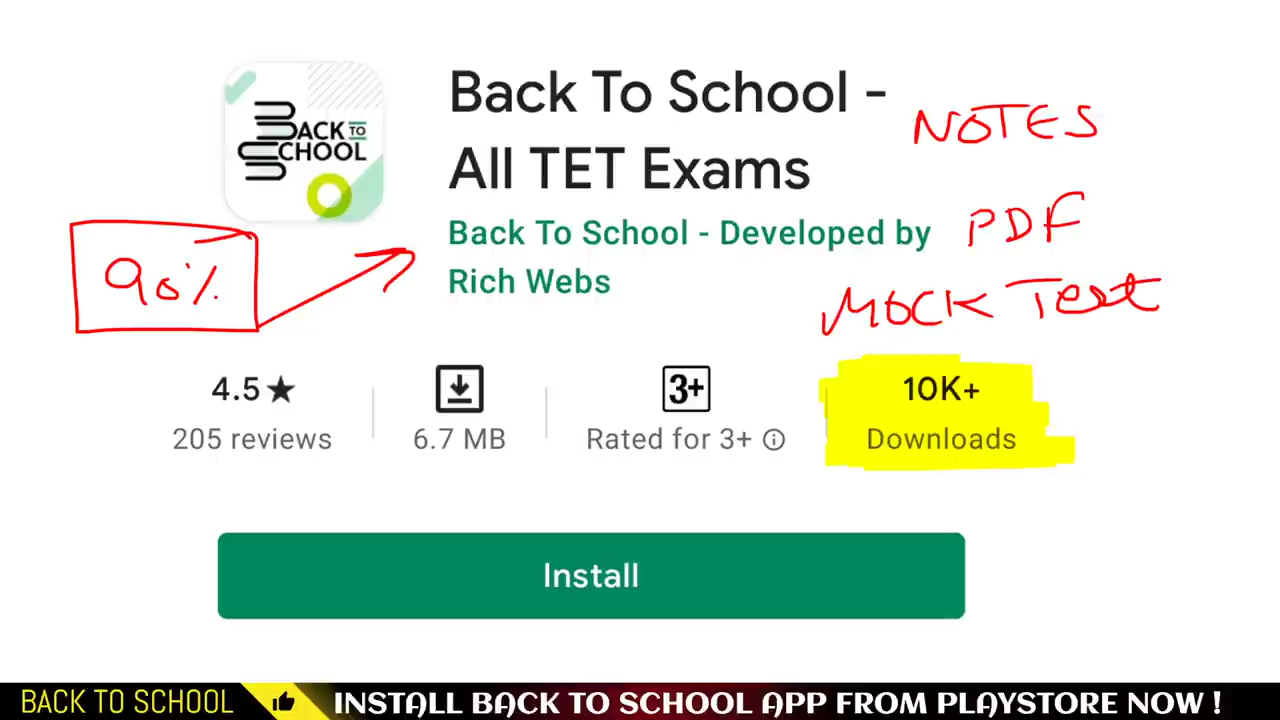 BACK TO
SCHOOL
Back To School -
All TET Exams
NOTES
Back To School - Developed by
Rich Webs
PDF
90%
MOCK Test
4.5★
205 reviews
6.7 MB
3+
Rated for 3+
10K+
Downloads
Install
BACK TO SCHOOL
INSTALL BACK TO SCHOOL APP FROM PLAYSTORE NOW !